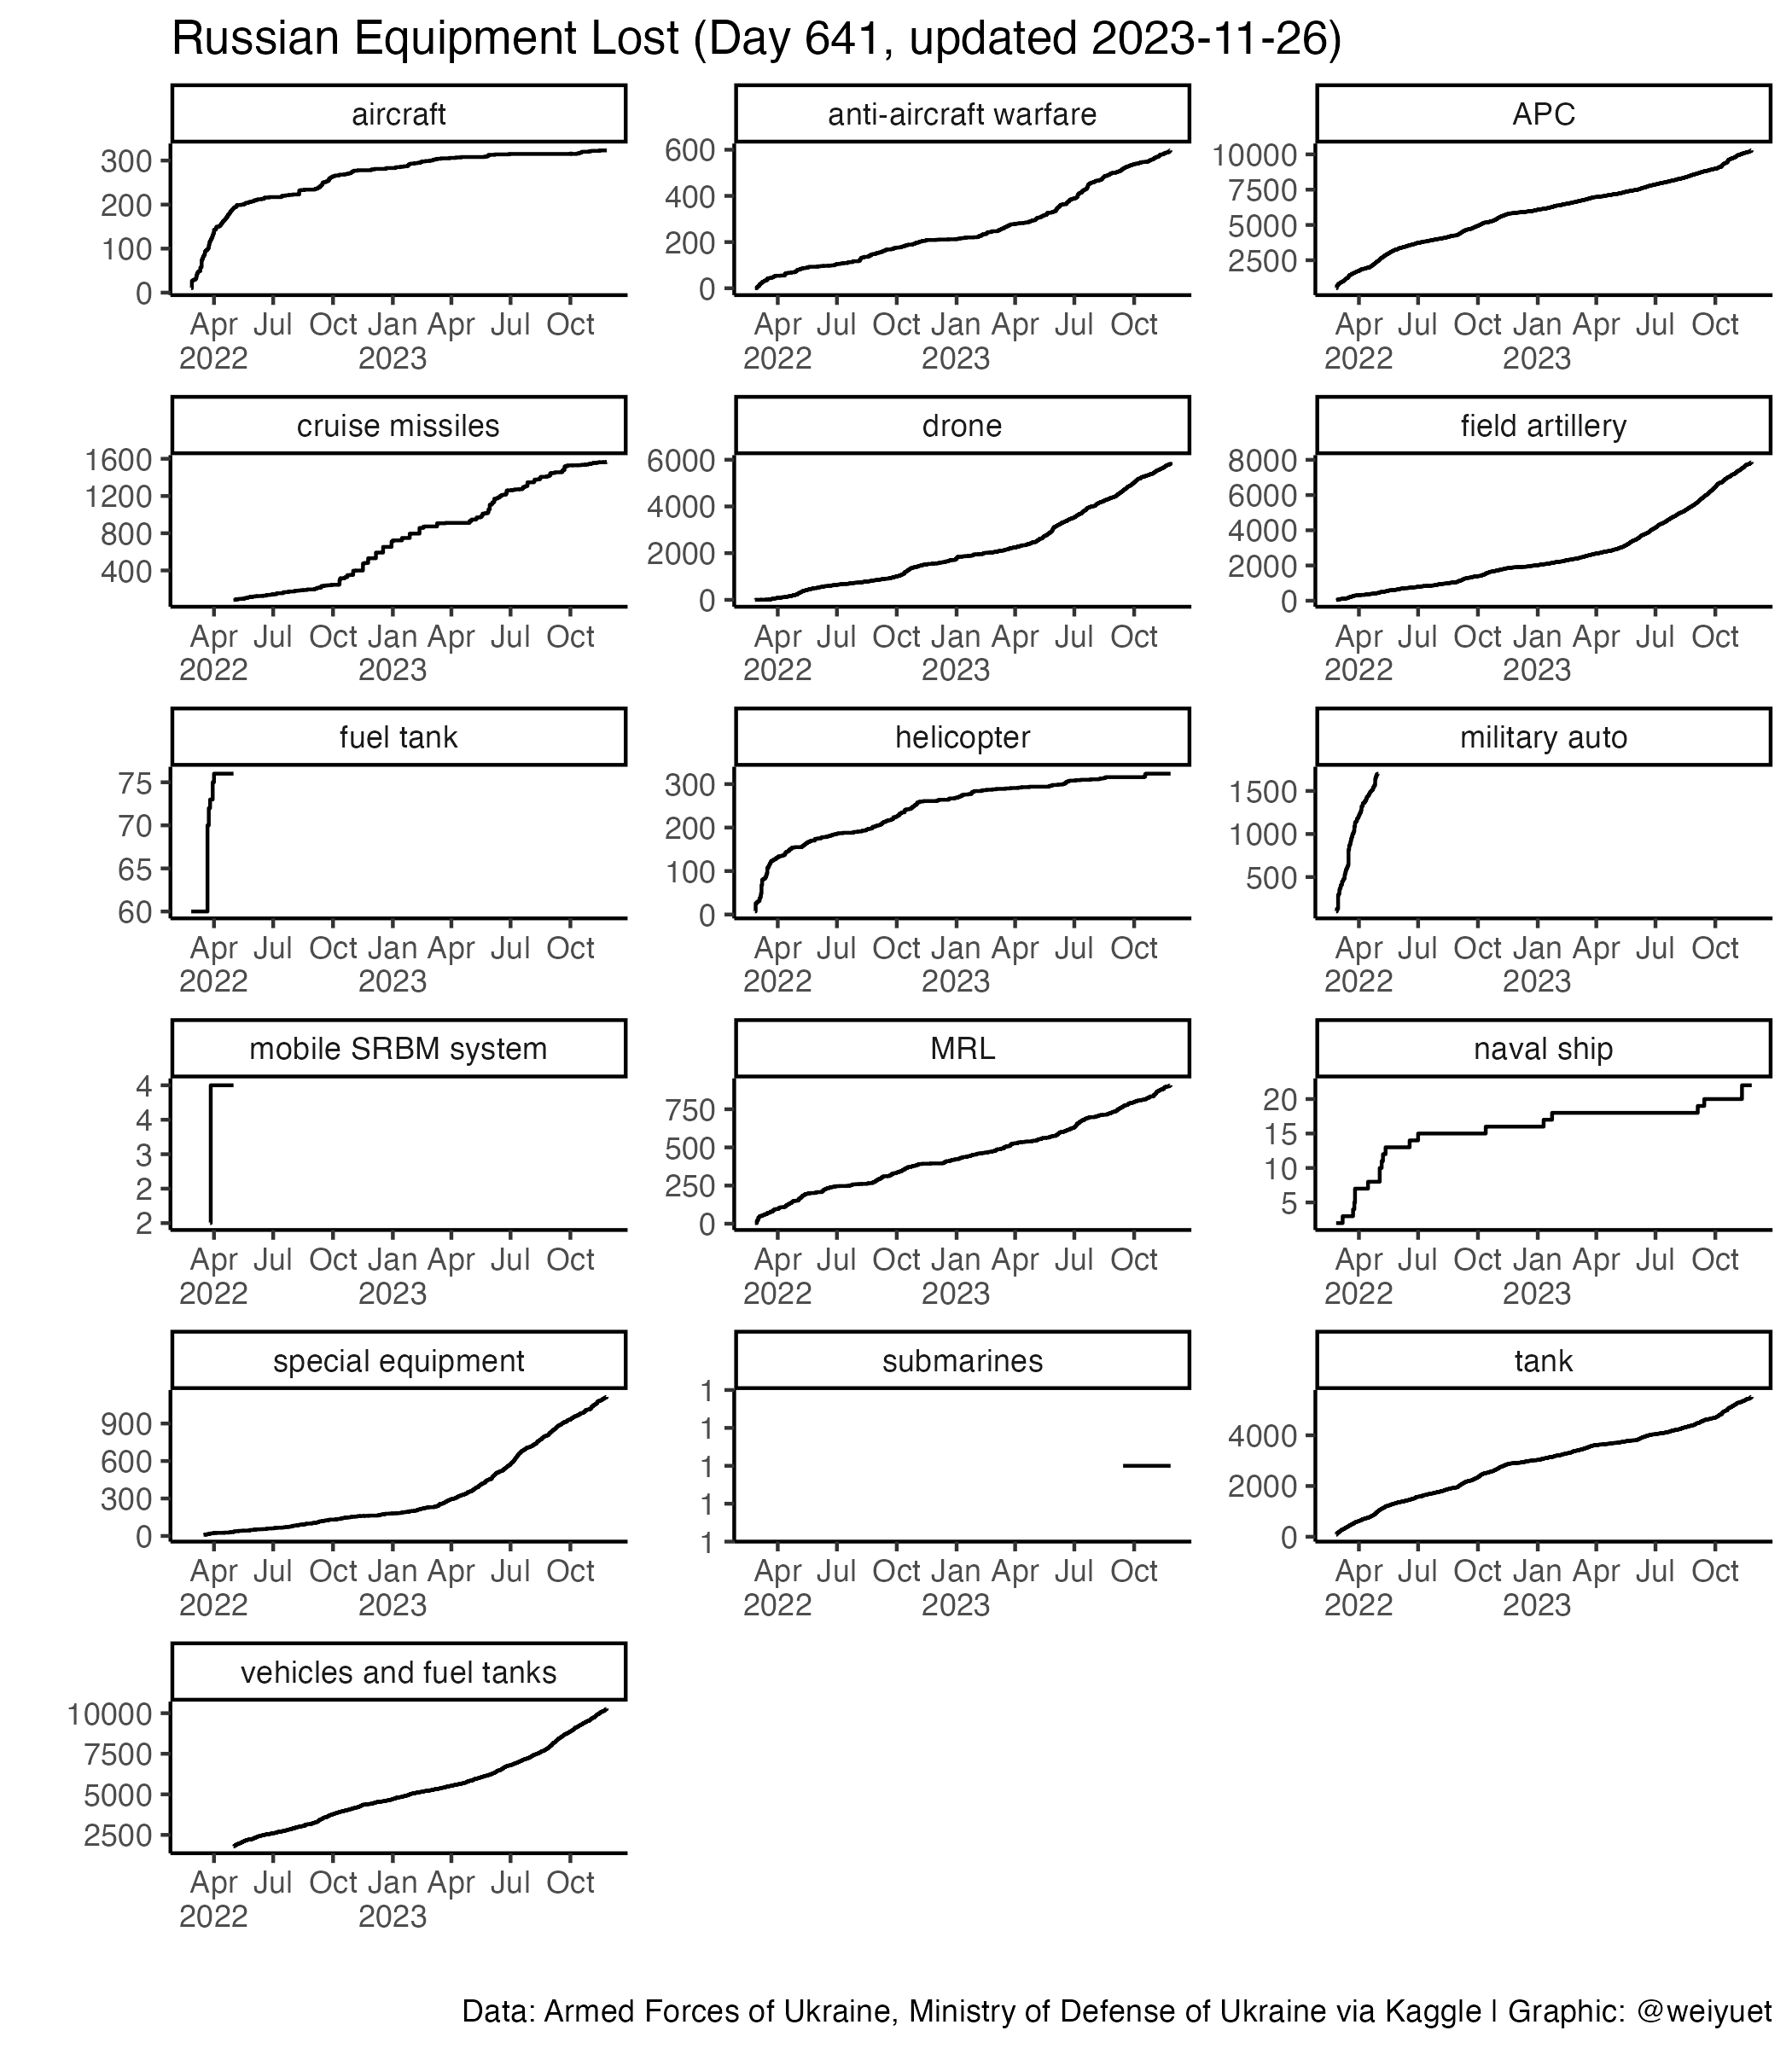 Russian Equipment Lost (Day 641, updated 2023-11-26)
aircraft
300
200
100
0
Apr Jul Oct Jan Apr Jul Oct
2022 2023
anti-aircraft warfare
600
400
200
0
Apr Jul Oct Jan Apr Jul Oct
2022 2023
APC
10000
7500
5000
2500
Apr Jul Oct Jan Apr Jul Oct
2022 2023
cruise missiles
1600
1200
800
400
Apr Jul Oct Jan Apr Jul Oct
2022 2023
drone
6000
4000
2000
0
Apr Jul Oct Jan Apr Jul Oct
2022 2023
field artillery
8000
6000
4000
2000
0
Apr Jul Oct Jan Apr Jul Oct
2022 2023
fuel tank
75
70
65
60
Apr Jul Oct Jan Apr Jul Oct
2022 2023
helicopter
300
200
100
0
Apr Jul Oct Jan Apr Jul Oct
2022 2023
military auto
1500
1000
500
Apr Jul Oct Jan Apr Jul Oct
2022 2023
mobile SRBM system
4
4
3
2
2
Apr Jul Oct Jan Apr Jul Oct
2022 2023
MRL
750
500
250
0
Apr Jul Oct Jan Apr Jul Oct
2022 2023
naval ship
20
15
10
5
Apr Jul Oct Jan Apr Jul Oct
2022 2023
special equipment
900
600
300
0
Apr Jul Oct Jan Apr Jul Oct
2022 2023
submarines
1
1
1
1
1
Apr Jul Oct Jan Apr Jul Oct
2022 2023
tank
4000
2000
0
Apr Jul Oct Jan Apr Jul Oct
2022 2023
vehicles and fuel tanks
10000
7500
5000
2500
Apr Jul Oct Jan Apr Jul Oct
2022 2023
Data: Armed Forces of Ukraine, Ministry of Defense of Ukraine via Kaggle | Graphic: @weiyuet